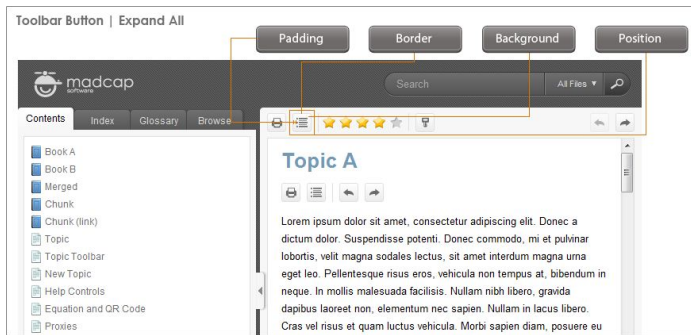 Toolbar Button | Expand All
Padding
Border
Background
Position
madcap
software
Search
All Files
Contents
Index
Glossary
Browse
Book A
Book B
Merged
Chunk
Chunk (link)
Topic
Topic Toolbar
New Topic
Help Controls
Equation and QR Code
Proxies
Topic A
Lorem ipsum dolor sit amet, consectetur adipiscing elit. Donec a
dictum dolor. Suspendisse potenti. Donec commodo, mi et pulvinar
lobortis, velit magna sodales lectus, sit amet interdum magna urna
eget leo. Pellentesque risus eros, vehicula non tempus at, bibendum in
neque. In mollis malesuada facilisis. Nullam nibh libero, gravida
dapibus laoreet non, elementum nec sapien. Nullam in lacus libero.
Cras vel risus et quam luctus vehicula. Morbi sapien diam, posuere eu